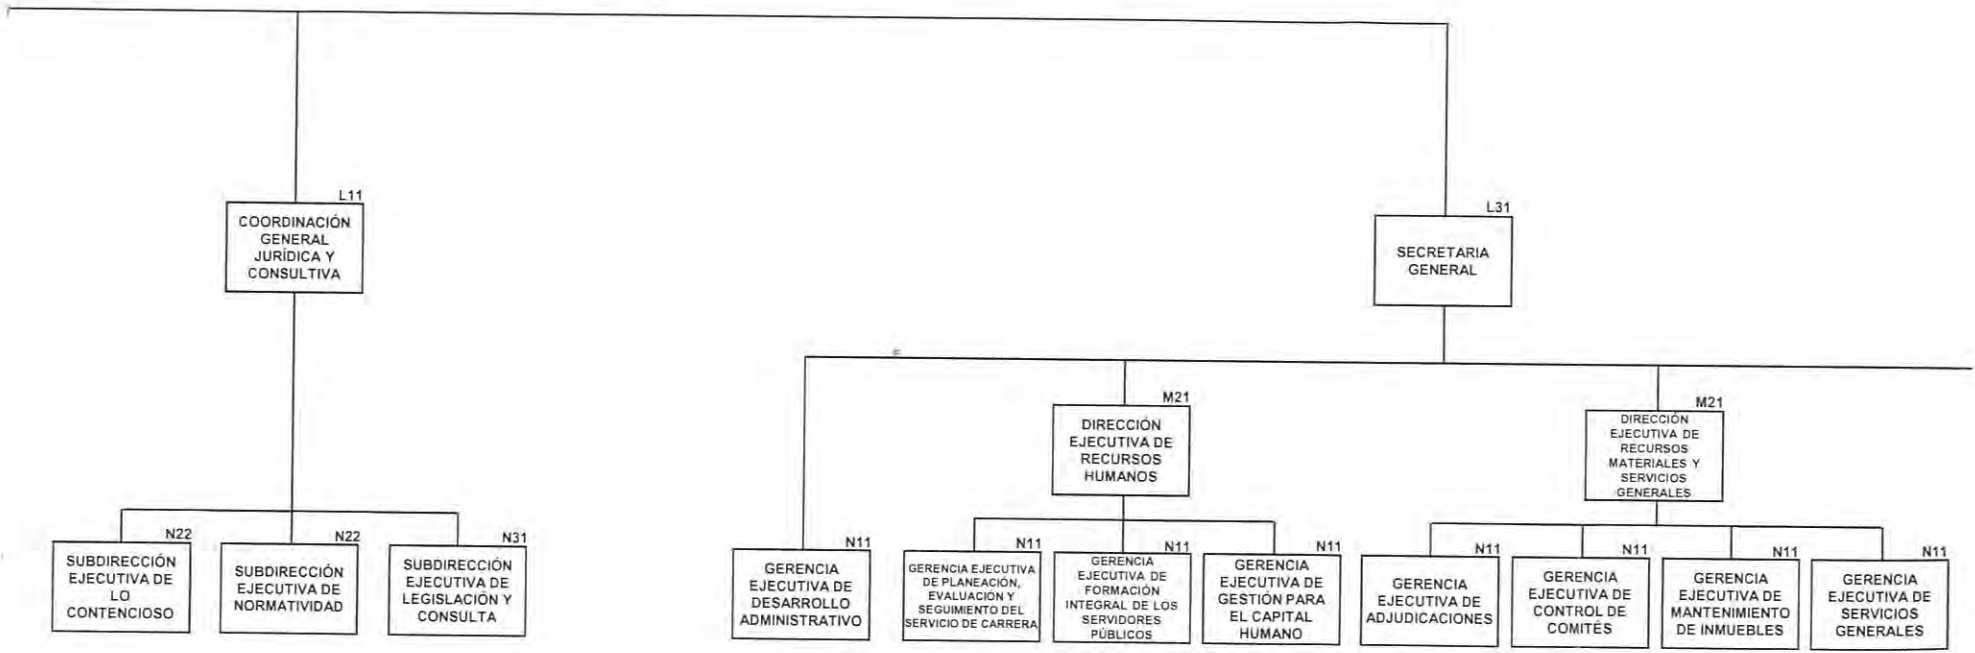 L11
COORDINACIÓN
GENERAL
JURÍDICA Y
CONSULTIVA
L31
SECRETARIA
GENERAL
M21
DIRECCIÓN
EJECUTIVA DE
RECURSOS
HUMANOS
M21
DIRECCIÓN
EJECUTIVA DE
RECURSOS
MATERIALES Y
SERVICIOS
GENERALES
N22
SUBDIRECCIÓN
EJECUTIVA DE
LO
CONTENCIOSO
N22
SUBDIRECCIÓN
EJECUTIVA DE
NORMATIVIDAD
N31
SUBDIRECCIÓN
EJECUTIVA DE
LEGISLACIÓN Y
CONSULTA
N11
GERENCIA
EJECUTIVA DE
DESARROLLO
ADMINISTRATIVO
N11
GERENCIA EJECUTIVA
DE PLANEACIÓN,
EVALUACIÓN Y
SEGUIMIENTO DEL
SERVICIO DE CARRERA
N11
GERENCIA
EJECUTIVA DE
FORMACIÓN
INTEGRAL DE LOS
SERVIDORES
PÚBLICOS
N11
GERENCIA
EJECUTIVA DE
GESTIÓN PARA
EL CAPITAL
HUMANO
N11
GERENCIA
EJECUTIVA DE
ADJUDICACIONES
N11
GERENCIA
EJECUTIVA DE
CONTROL DE
COMITÉS
N11
GERENCIA
EJECUTIVA DE
MANTENIMIENTO
DE INMUEBLES
N11
GERENCIA
EJECUTIVA DE
SERVICIOS
GENERALES